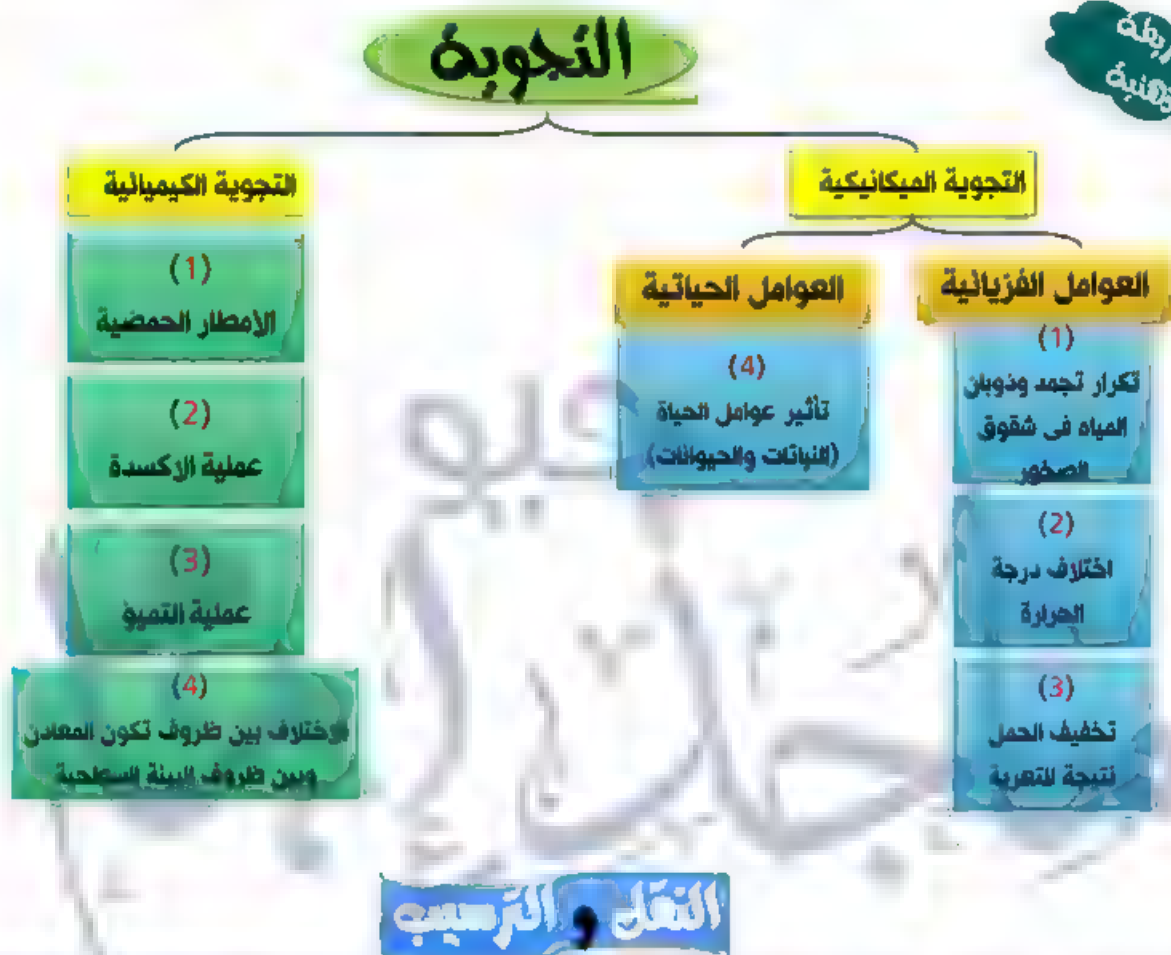 التجوية
التجوية الميكانيكية
العوامل الفزيائية
(1)
تكرار تجمد وذوبان
المياه فى شقوق
الصخور
(2)
اختلاف درجة
الحرارة
(3)
تخفيف الحمل
نتيجة للتعرية
العوامل الحياتية
(4)
تأثير عوامل الحياة
(النباتات والحيوانات)
التجوية الكيميائية
(1)
الامطار الحمضية
(2)
عملية الاكسدة
(3)
عملية التميؤ
(4)
الاختلاف بين ظروف تكون المعادن
وبين ظروف البيئة السطحية
النقل و الترسيب